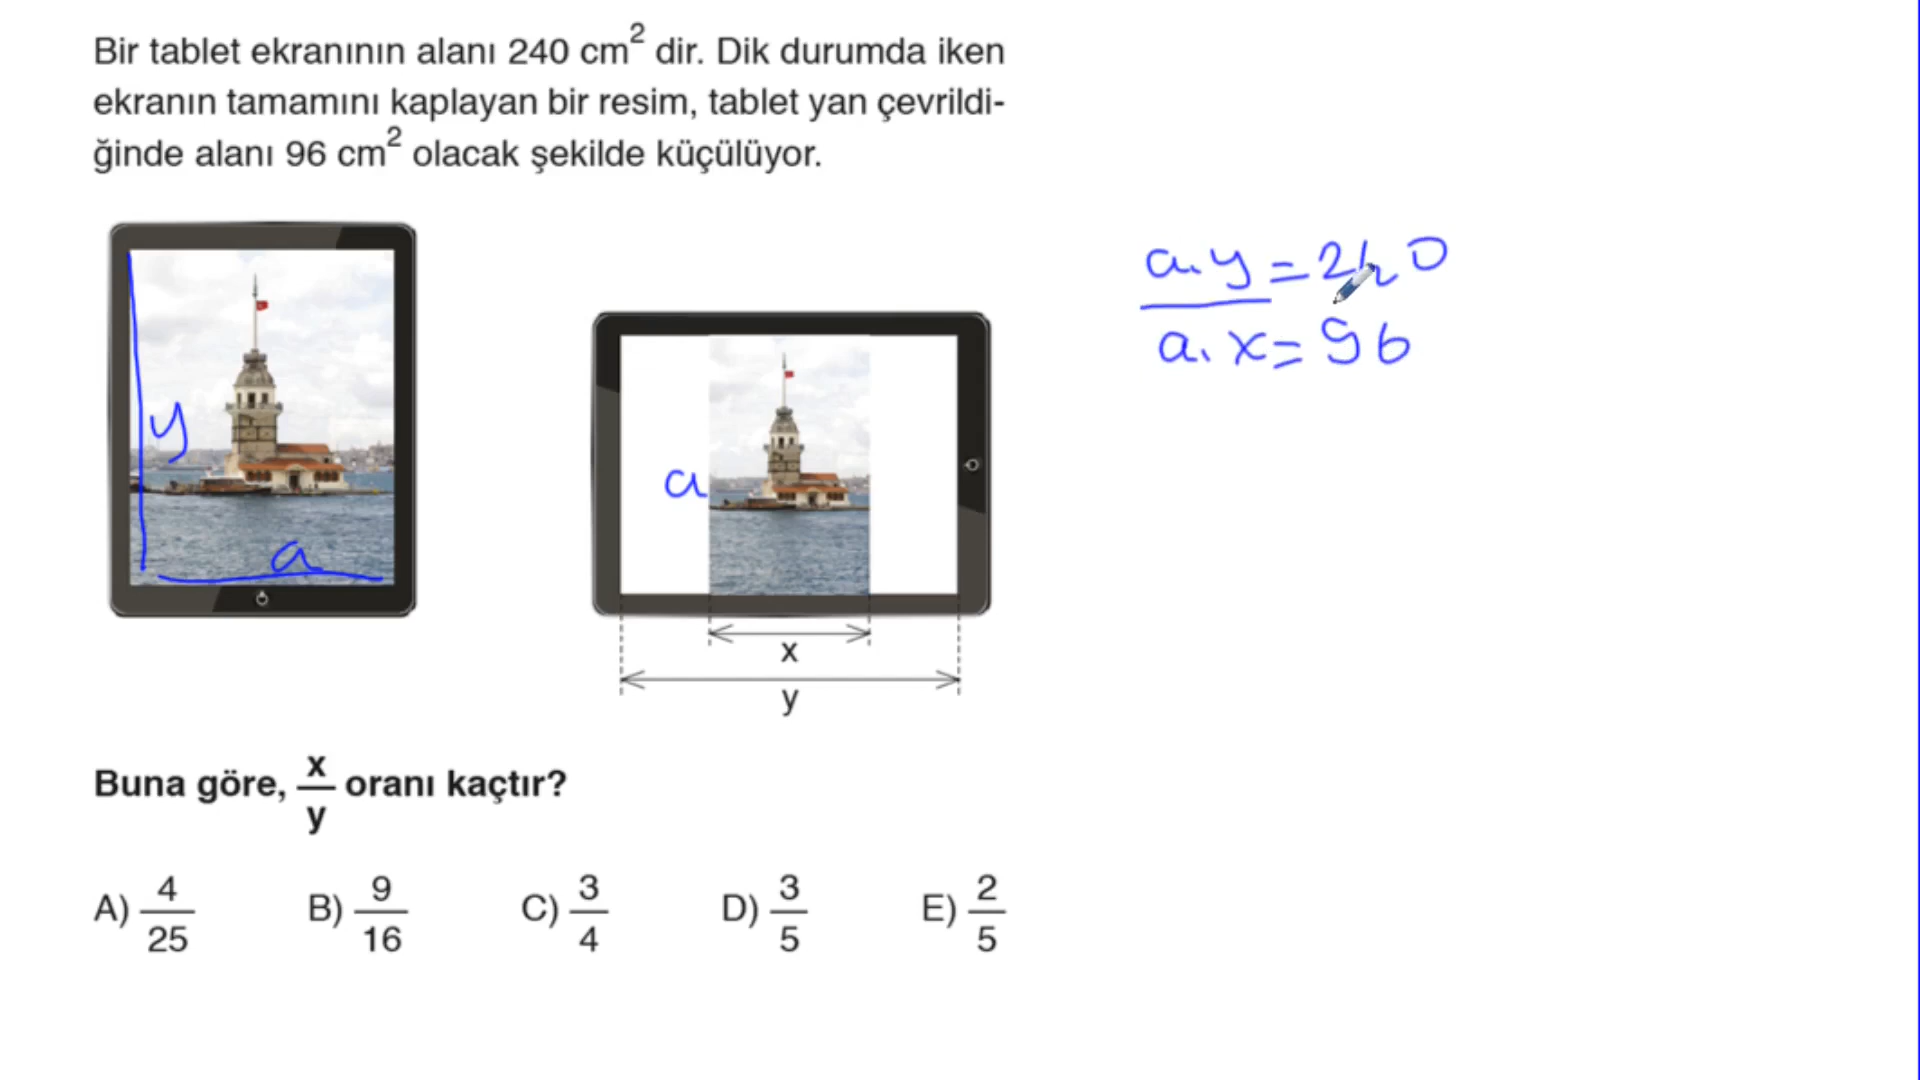 Bir tablet ekranının alanı 240 cm² dir. Dik durumda iken
ekranın tamamını kaplayan bir resim, tablet yan çevrildi-
ğinde alanı 96 cm² olacak şekilde küçülüyor.
a.y = 240
a.x = 96
y
a
a
x
y
Buna göre, x/y oranı kaçtır?
A) 4/25 B) 9/16 C) 3/4 D) 3/5 E) 2/5